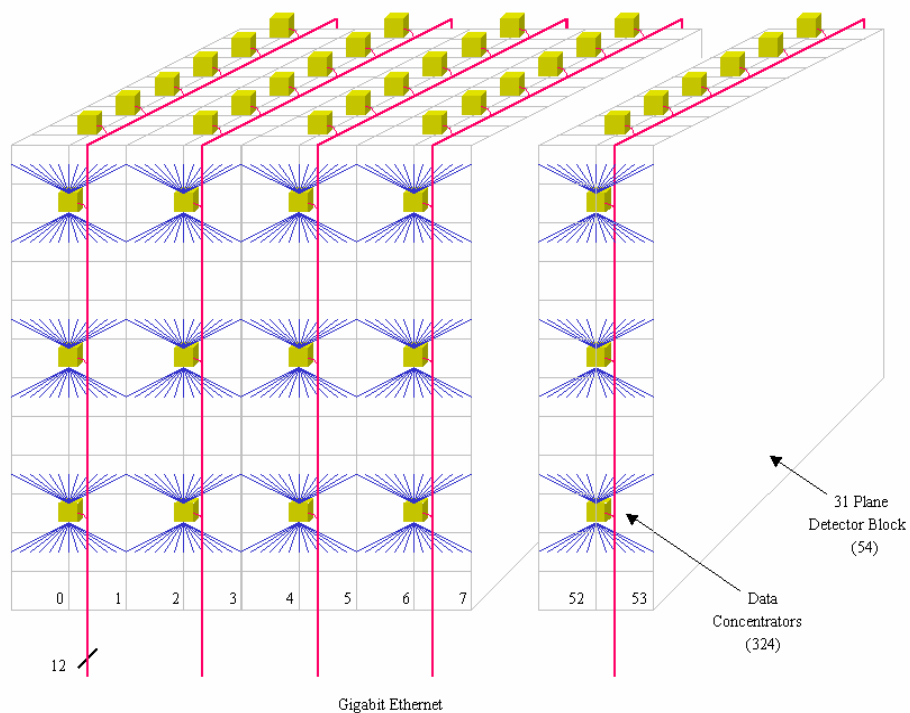 31 Plane
Detector Block
(54)
0 1 2 3 4 5 6 7 52 53
Data
Concentrators
(324)
12
Gigabit Ethernet